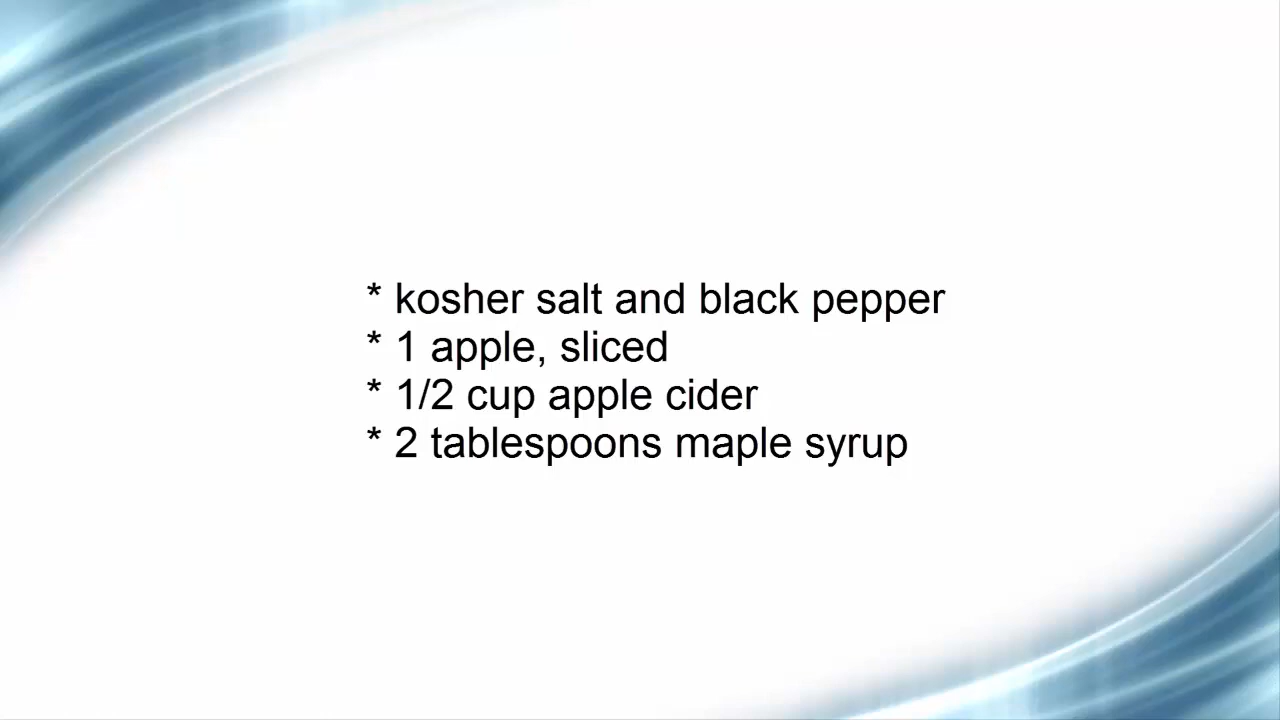 * kosher salt and black pepper
* 1 apple, sliced
* 1/2 cup apple cider
* 2 tablespoons maple syrup